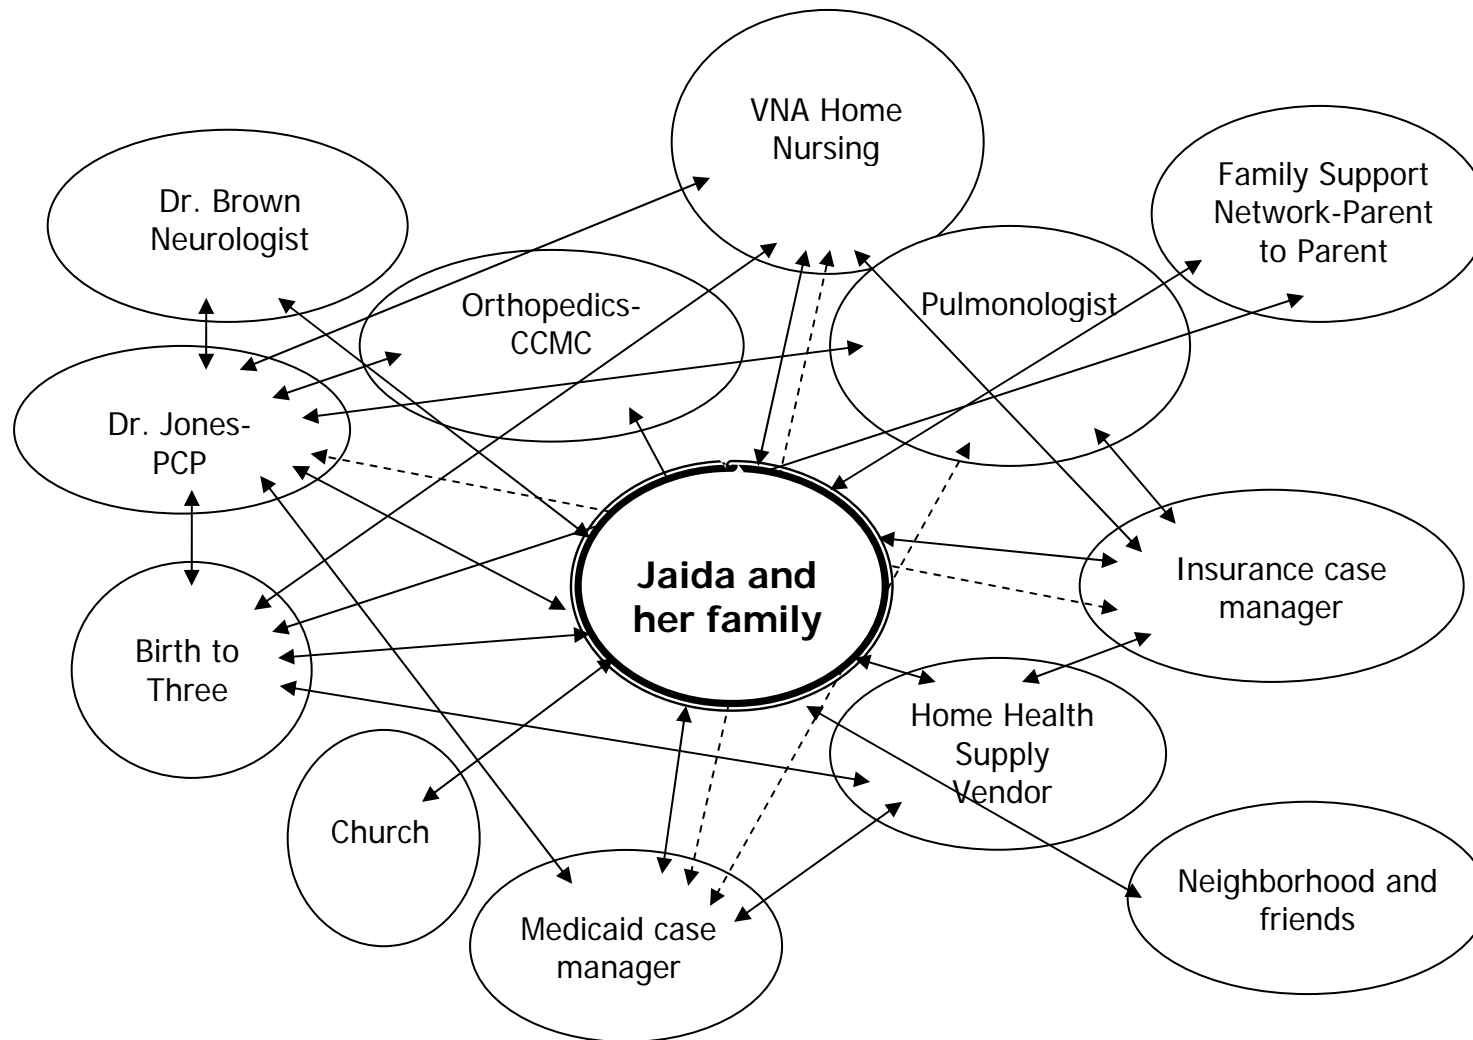 VNA Home
Nursing
Family Support
Network-Parent
to Parent
Dr. Brown
Neurologist
Orthopedics-
CCMC
Pulmonologist
Dr. Jones-
PCP
Jaida and
her family
Insurance case
manager
Birth to
Three
Home Health
Supply
Vendor
Church
Medicaid case
manager
Neighborhood and
friends